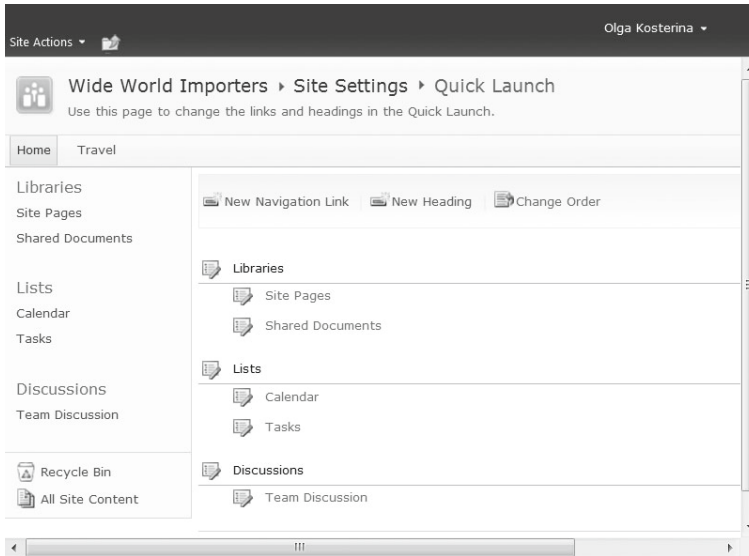 Olga Kosterina
Site Actions
Wide World Importers Site Settings Quick Launch
Use this page to change the links and headings in the Quick Launch.
Home Travel
Libraries
Site Pages
Shared Documents
Lists
Calendar
Tasks
Discussions
Team Discussion
Recycle Bin
All Site Content
New Navigation Link New Heading Change Order
Libraries
Site Pages
Shared Documents
Lists
Calendar
Tasks
Discussions
Team Discussion